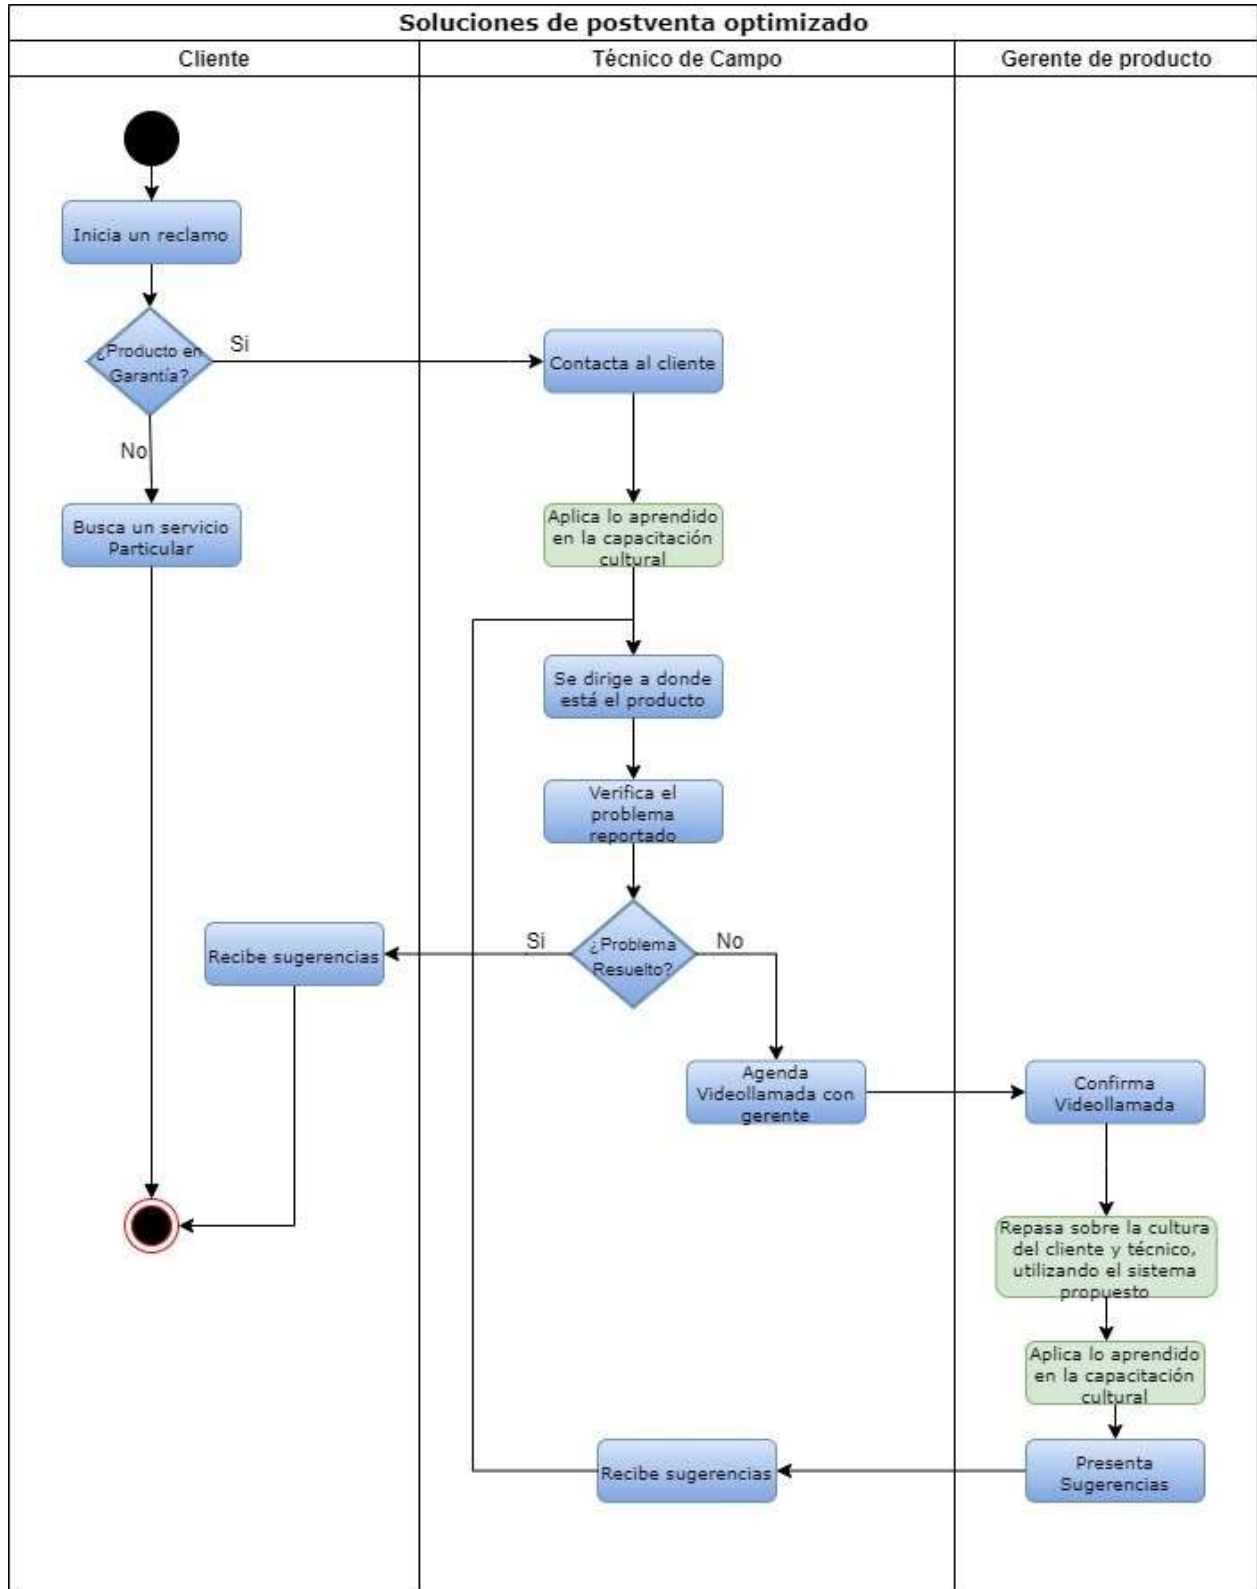 Soluciones de postventa optimizado
Cliente
Técnico de Campo
Gerente de producto
Inicia un reclamo
¿Producto en
Garantía?
Si
Contacta al cliente
No
Busca un servicio
Particular
Aplica lo aprendido
en la capacitación
cultural
Se dirige a donde
está el producto
Verifica el
problema
reportado
¿Problema
Resuelto?
Si
No
Recibe sugerencias
Agenda
Videollamada con
gerente
Confirma
Videollamada
Repasa sobre la cultura
del cliente y técnico,
utilizando el sistema
propuesto
Aplica lo aprendido
en la capacitación
cultural
Presenta
Sugerencias
Recibe sugerencias